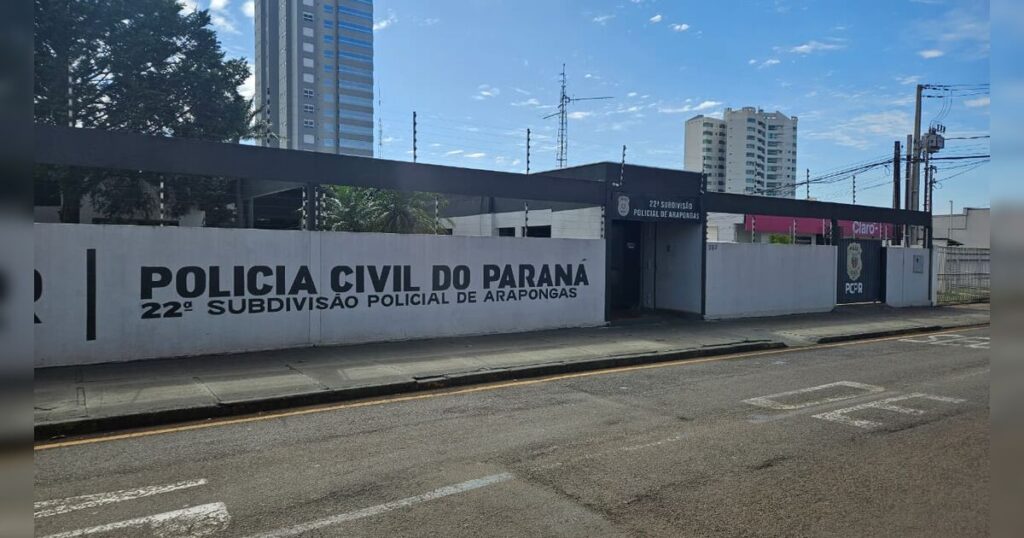 POLICIA CIVIL DO PARANÁ
22ª SUBDIVISÃO POLICIAL DE ARAPONGAS
22ª SUBDIVISÃO
POLICIAL DE ARAPONGAS
Claro-
PCPR